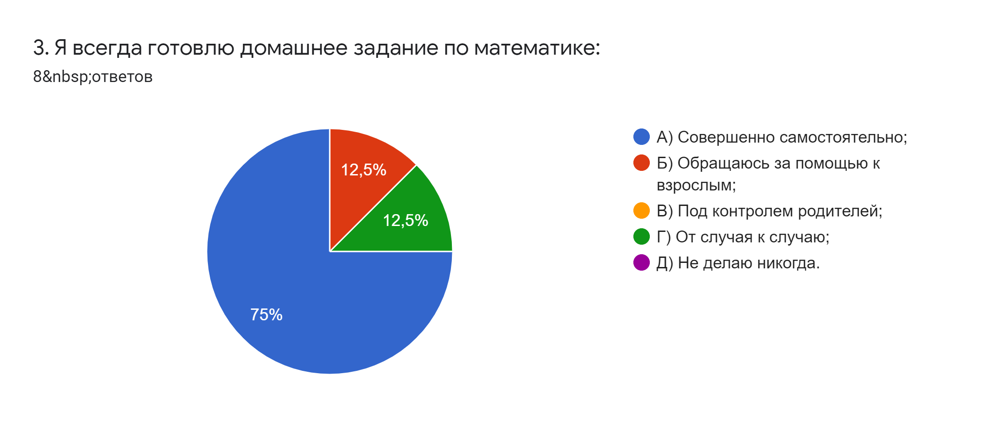 3. Я всегда готовлю домашнее задание по математике:
8&nbsp;ответов
12,5%
12,5%
75%
А) Совершенно самостоятельно;
Б) Обращаюсь за помощью к
взрослым;
В) Под контролем родителей;
Г) От случая к случаю;
Д) Не делаю никогда.